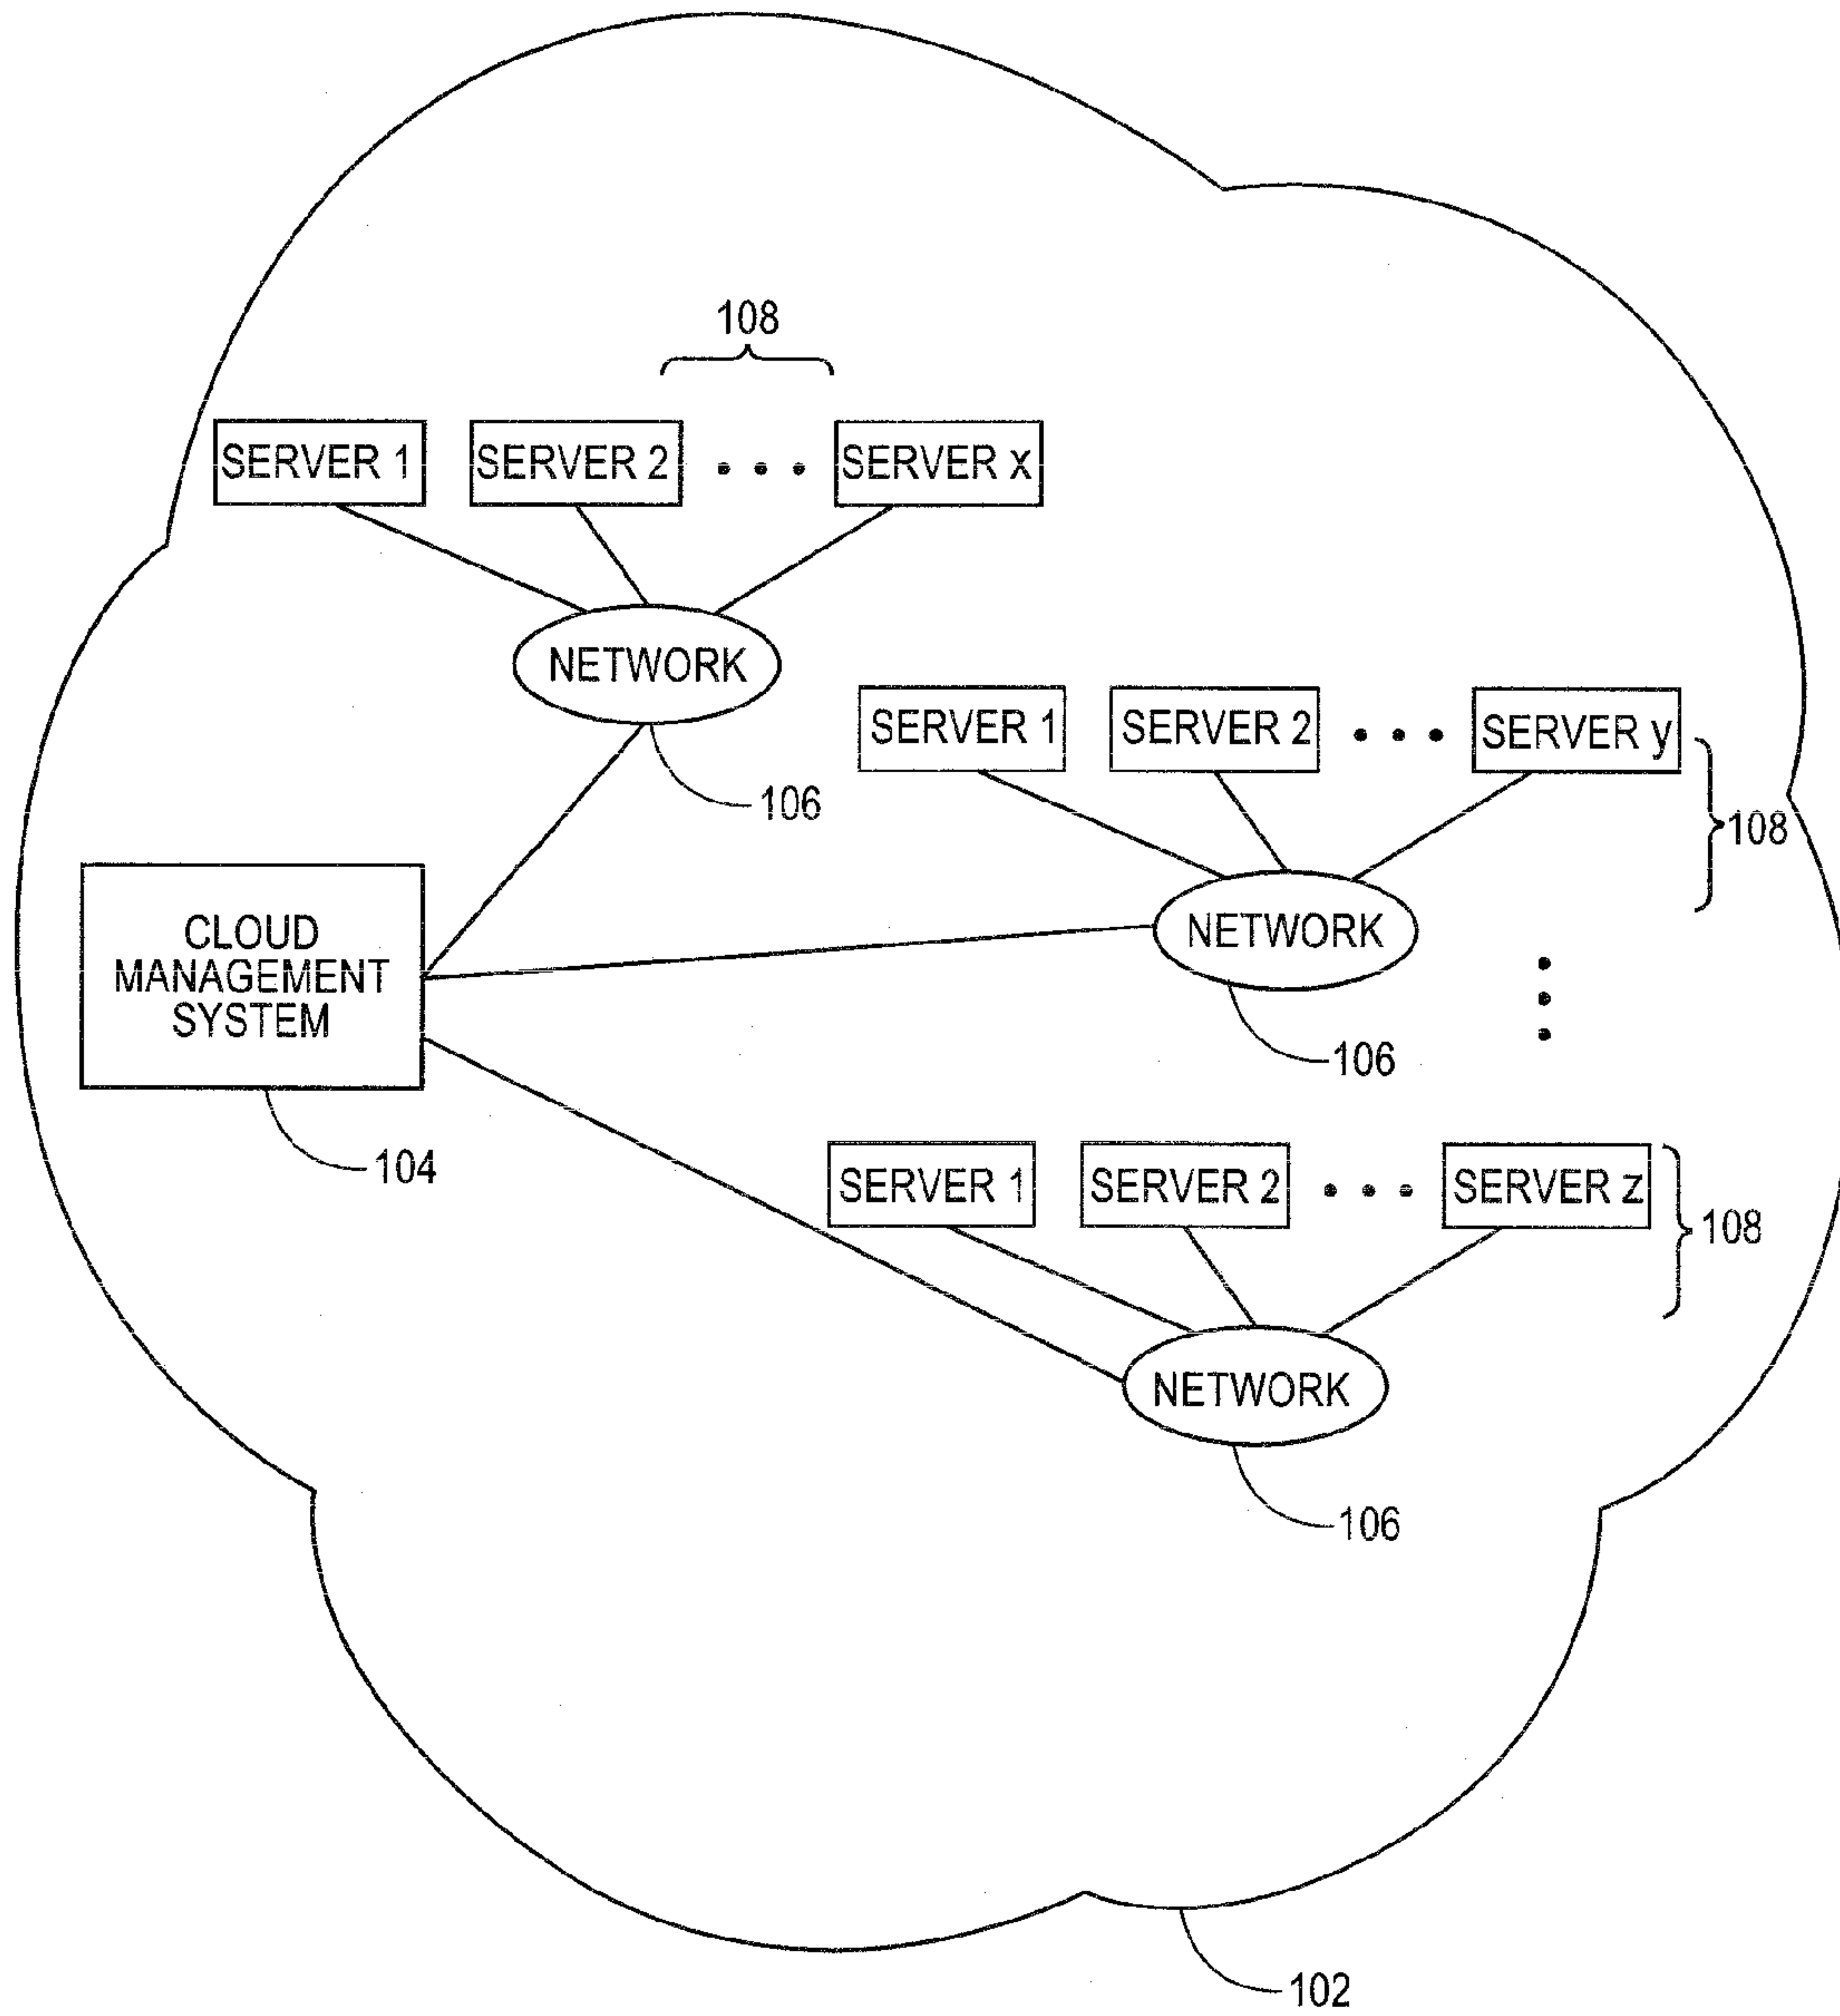 108
SERVER 1 SERVER 2 • • • SERVER x
NETWORK
106
SERVER 1 SERVER 2 • • • SERVER y
108
NETWORK
106
CLOUD
MANAGEMENT
SYSTEM
104
SERVER 1 SERVER 2 • • • SERVER z
108
NETWORK
106
102